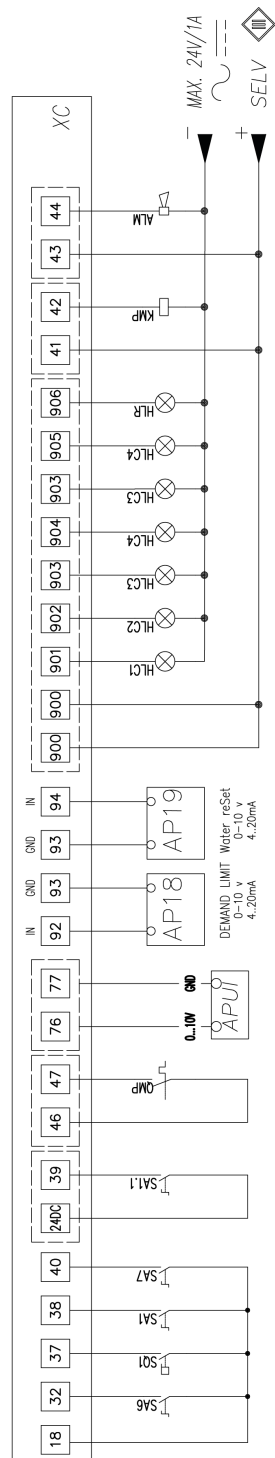 XC
18
32
37
38
40
24DC
39
46
47
76
77
92
93
93
94
900
900
901
902
903
904
903
905
906
41
42
43
44
IN
GND
GND
IN
SA6
SQ1
SA1
SA7
SA1.1
QMP
0...10V
GND
APU1
AP18
AP19
DEMAND LIMIT
0-10 v
4..20mA
Water reSet
0-10 v
4..20mA
HLC1
HLC2
HLC3
HLC4
HLC3
HLC4
HLR
KMP
ALM
-
MAX. 24V/1A
+
SELV
III